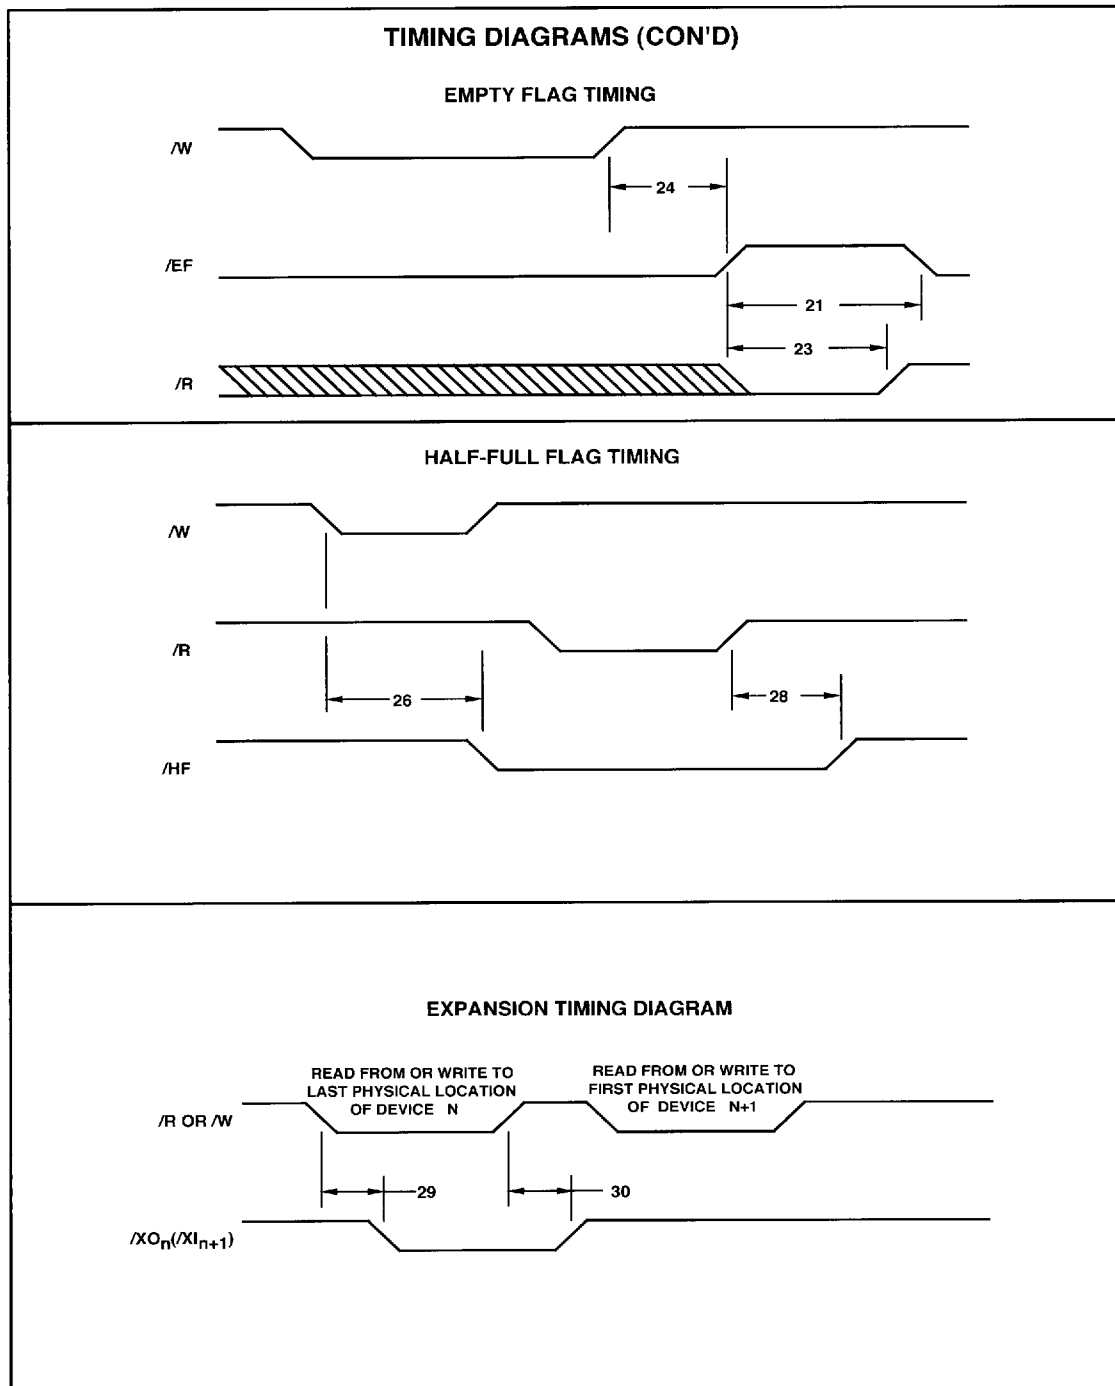 TIMING DIAGRAMS (CON'D)
EMPTY FLAG TIMING
/W
24
/EF
21
23
/R
HALF-FULL FLAG TIMING
/W
/R
26
28
/HF
EXPANSION TIMING DIAGRAM
READ FROM OR WRITE TO
LAST PHYSICAL LOCATION
OF DEVICE N
READ FROM OR WRITE TO
FIRST PHYSICAL LOCATION
OF DEVICE N+1
/R OR /W
29
30
/XOn(/XIn+1)